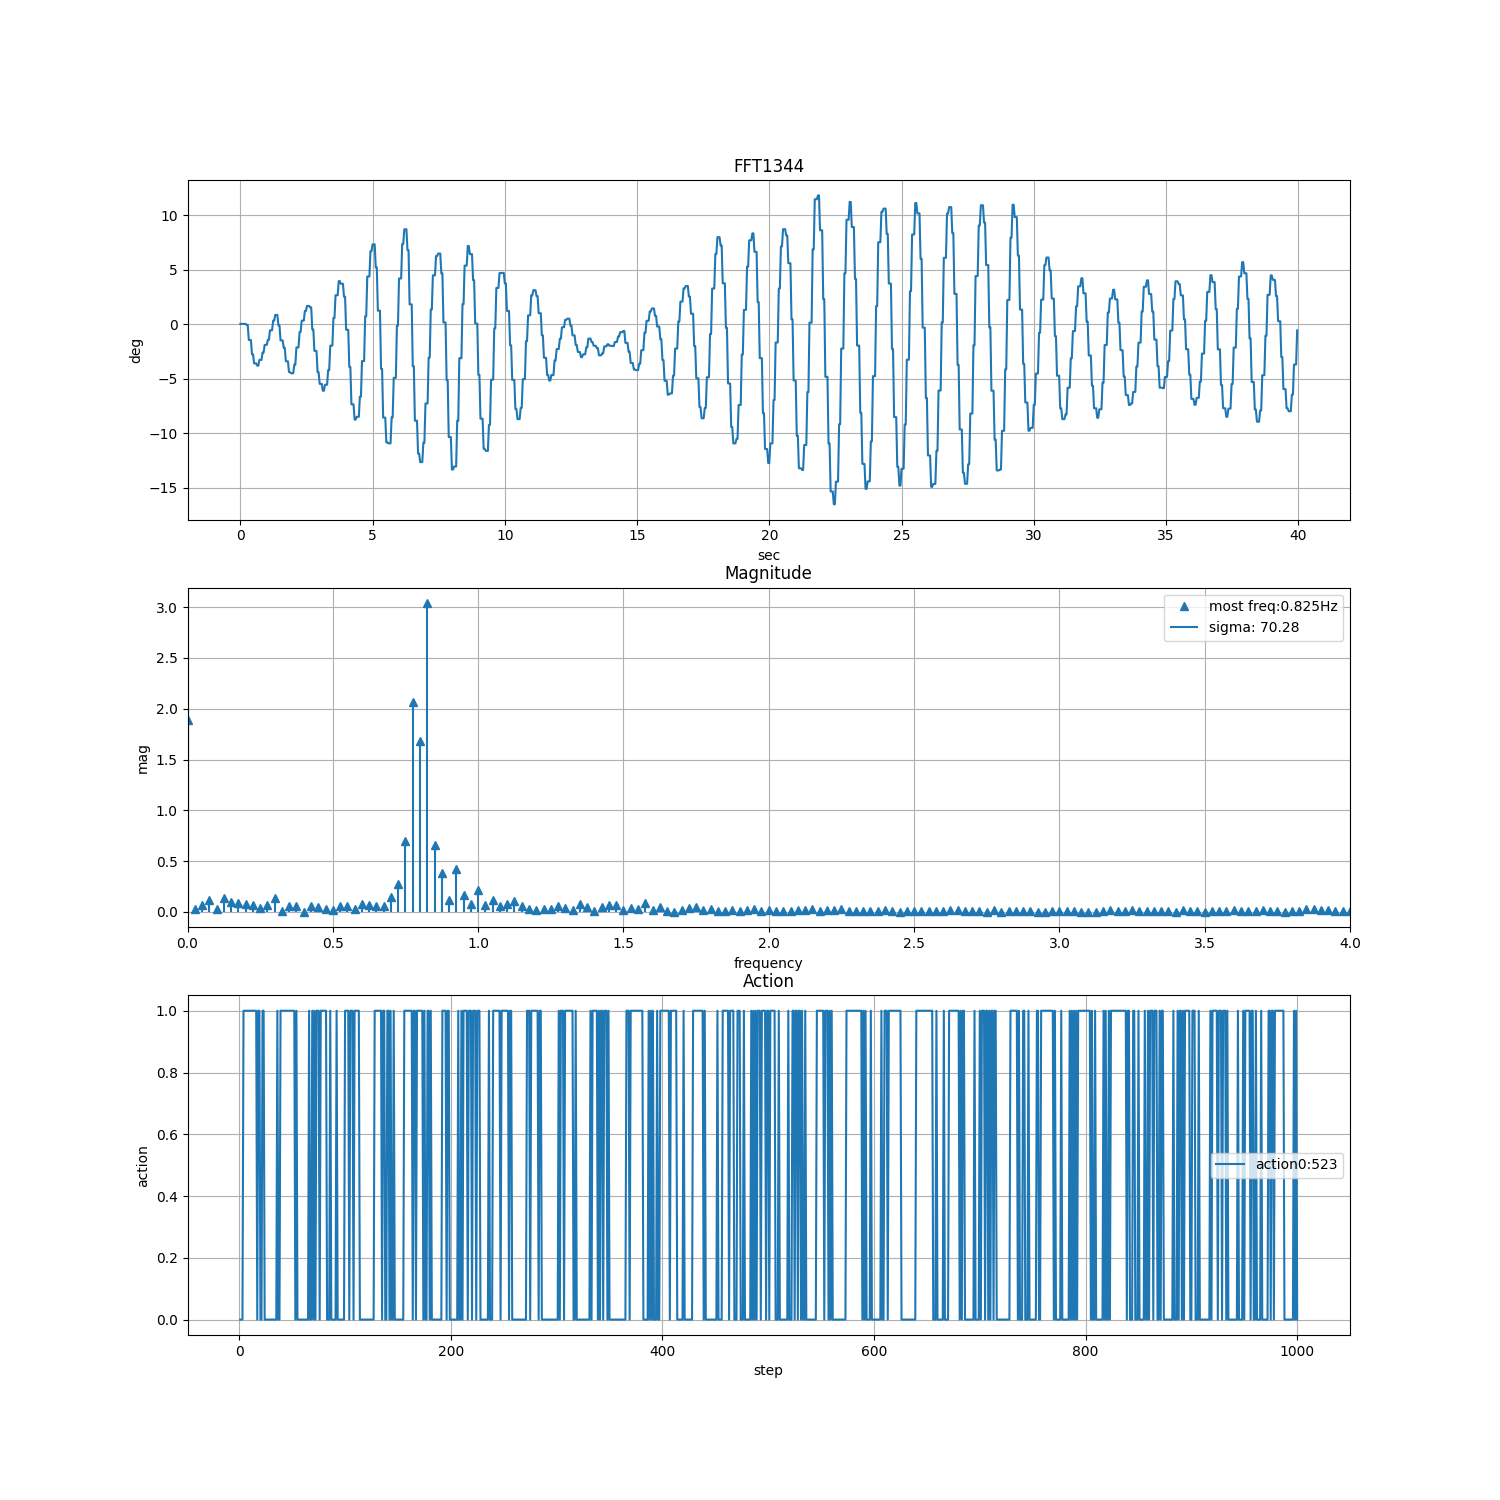 FFT1344
10
5
0
−5
−10
−15
deg
0 5 10 15 20 25 30 35 40
sec
Magnitude
3.0
2.5
2.0
1.5
1.0
0.5
0.0
mag
most freq:0.825Hz
sigma: 70.28
0.0 0.5 1.0 1.5 2.0 2.5 3.0 3.5 4.0
frequency
Action
1.0
0.8
0.6
0.4
0.2
0.0
action
action0:523
0 200 400 600 800 1000
step